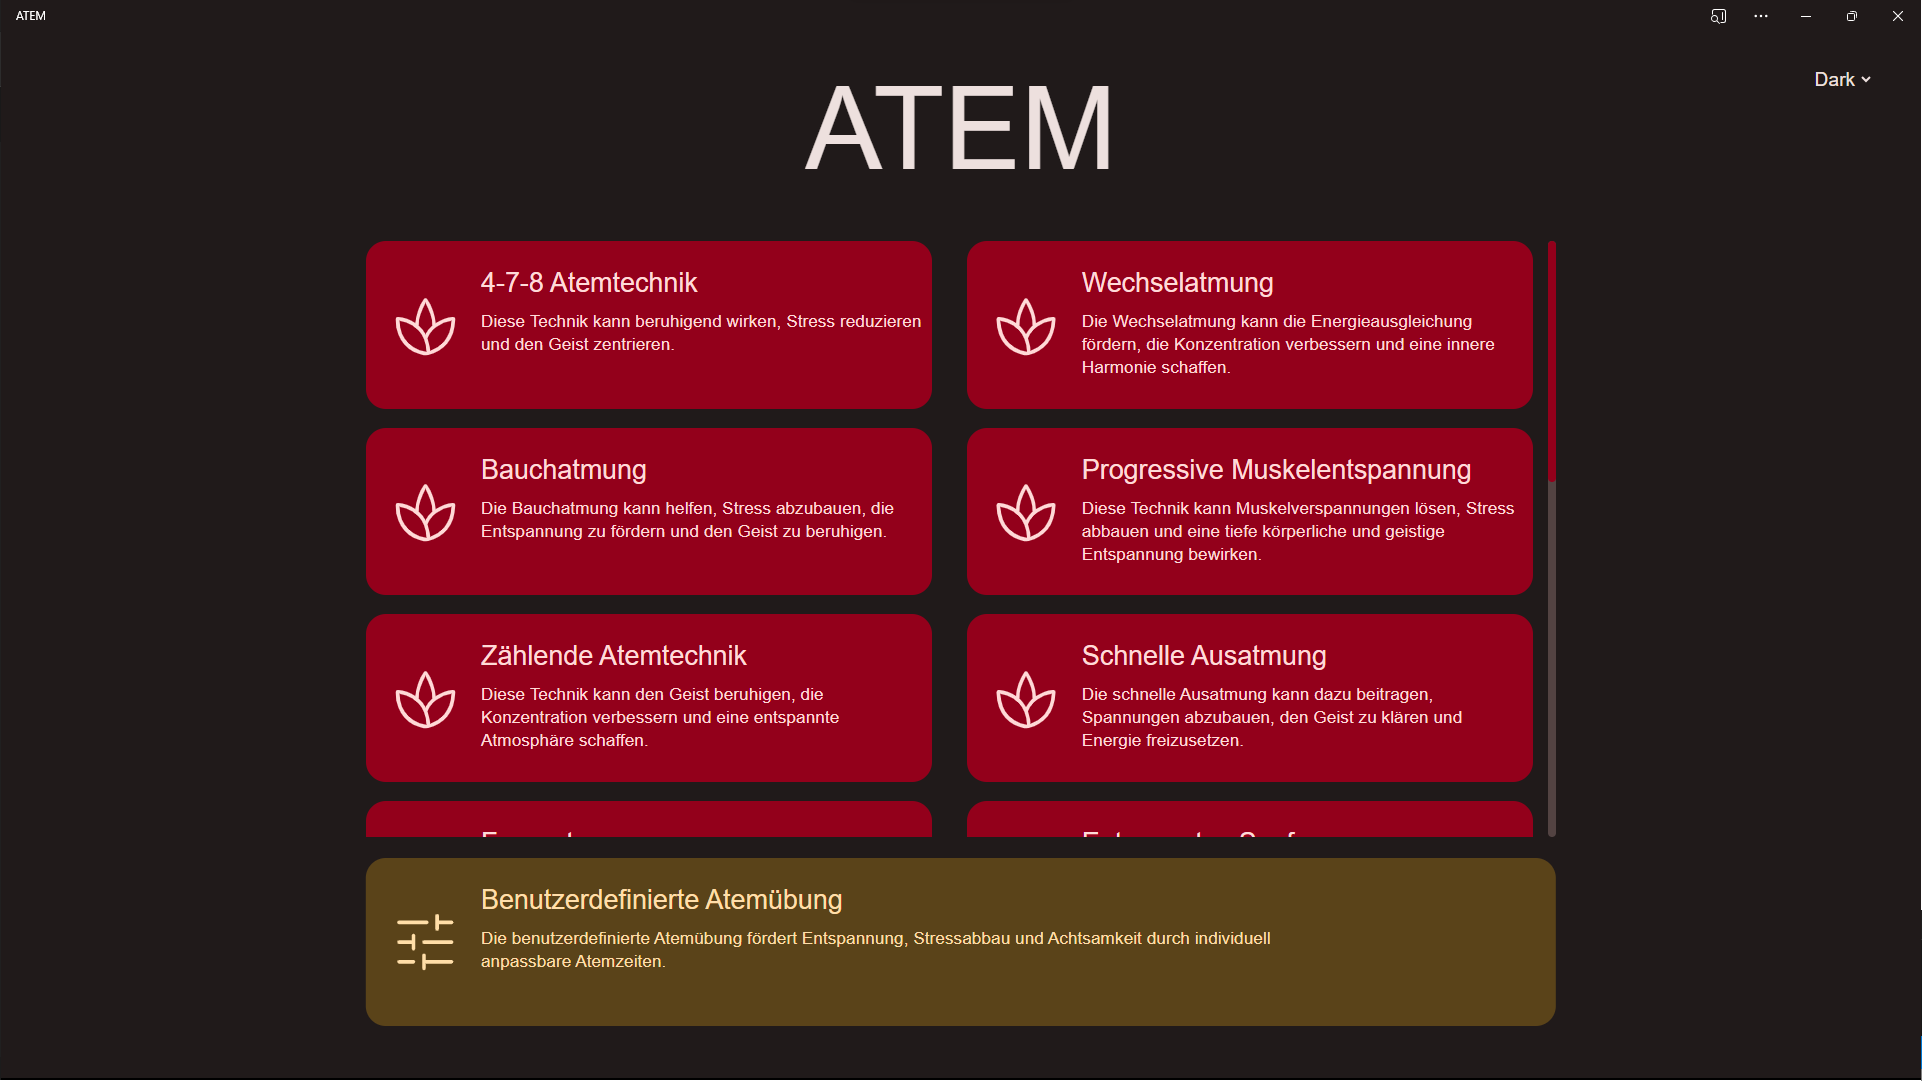 ATEM
Dark
ATEM
4-7-8 Atemtechnik
Diese Technik kann beruhigend wirken, Stress reduzieren
und den Geist zentrieren.
Wechselatmung
Die Wechselatmung kann die Energieausgleichung
fördern, die Konzentration verbessern und eine innere
Harmonie schaffen.
Bauchatmung
Die Bauchatmung kann helfen, Stress abzubauen, die
Entspannung zu fördern und den Geist zu beruhigen.
Progressive Muskelentspannung
Diese Technik kann Muskelverspannungen lösen, Stress
abbauen und eine tiefe körperliche und geistige
Entspannung bewirken.
Zählende Atemtechnik
Diese Technik kann den Geist beruhigen, die
Konzentration verbessern und eine entspannte
Atmosphäre schaffen.
Schnelle Ausatmung
Die schnelle Ausatmung kann dazu beitragen,
Spannungen abzubauen, den Geist zu klären und
Energie freizusetzen.
Benutzerdefinierte Atemübung
Die benutzerdefinierte Atemübung fördert Entspannung, Stressabbau und Achtsamkeit durch individuell
anpassbare Atemzeiten.